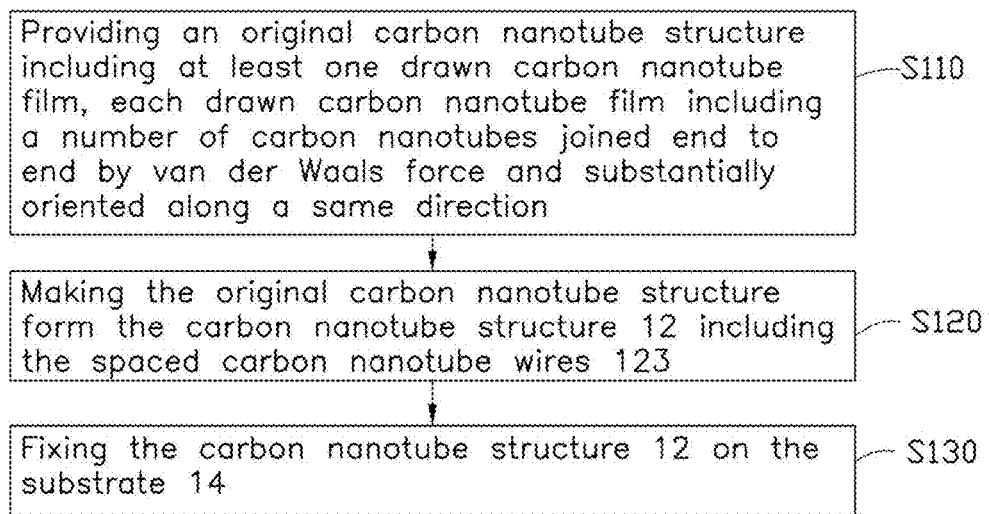 Providing an original carbon nanotube structure
including at least one drawn carbon nanotube
film, each drawn carbon nanotube film including
a number of carbon nanotubes joined end to
end by van der Waals force and substantially
oriented along a same direction
S110
Making the original carbon nanotube structure
form the carbon nanotube structure 12 including
the spaced carbon nanotube wires 123
S120
Fixing the carbon nanotube structure 12 on the
substrate 14
S130